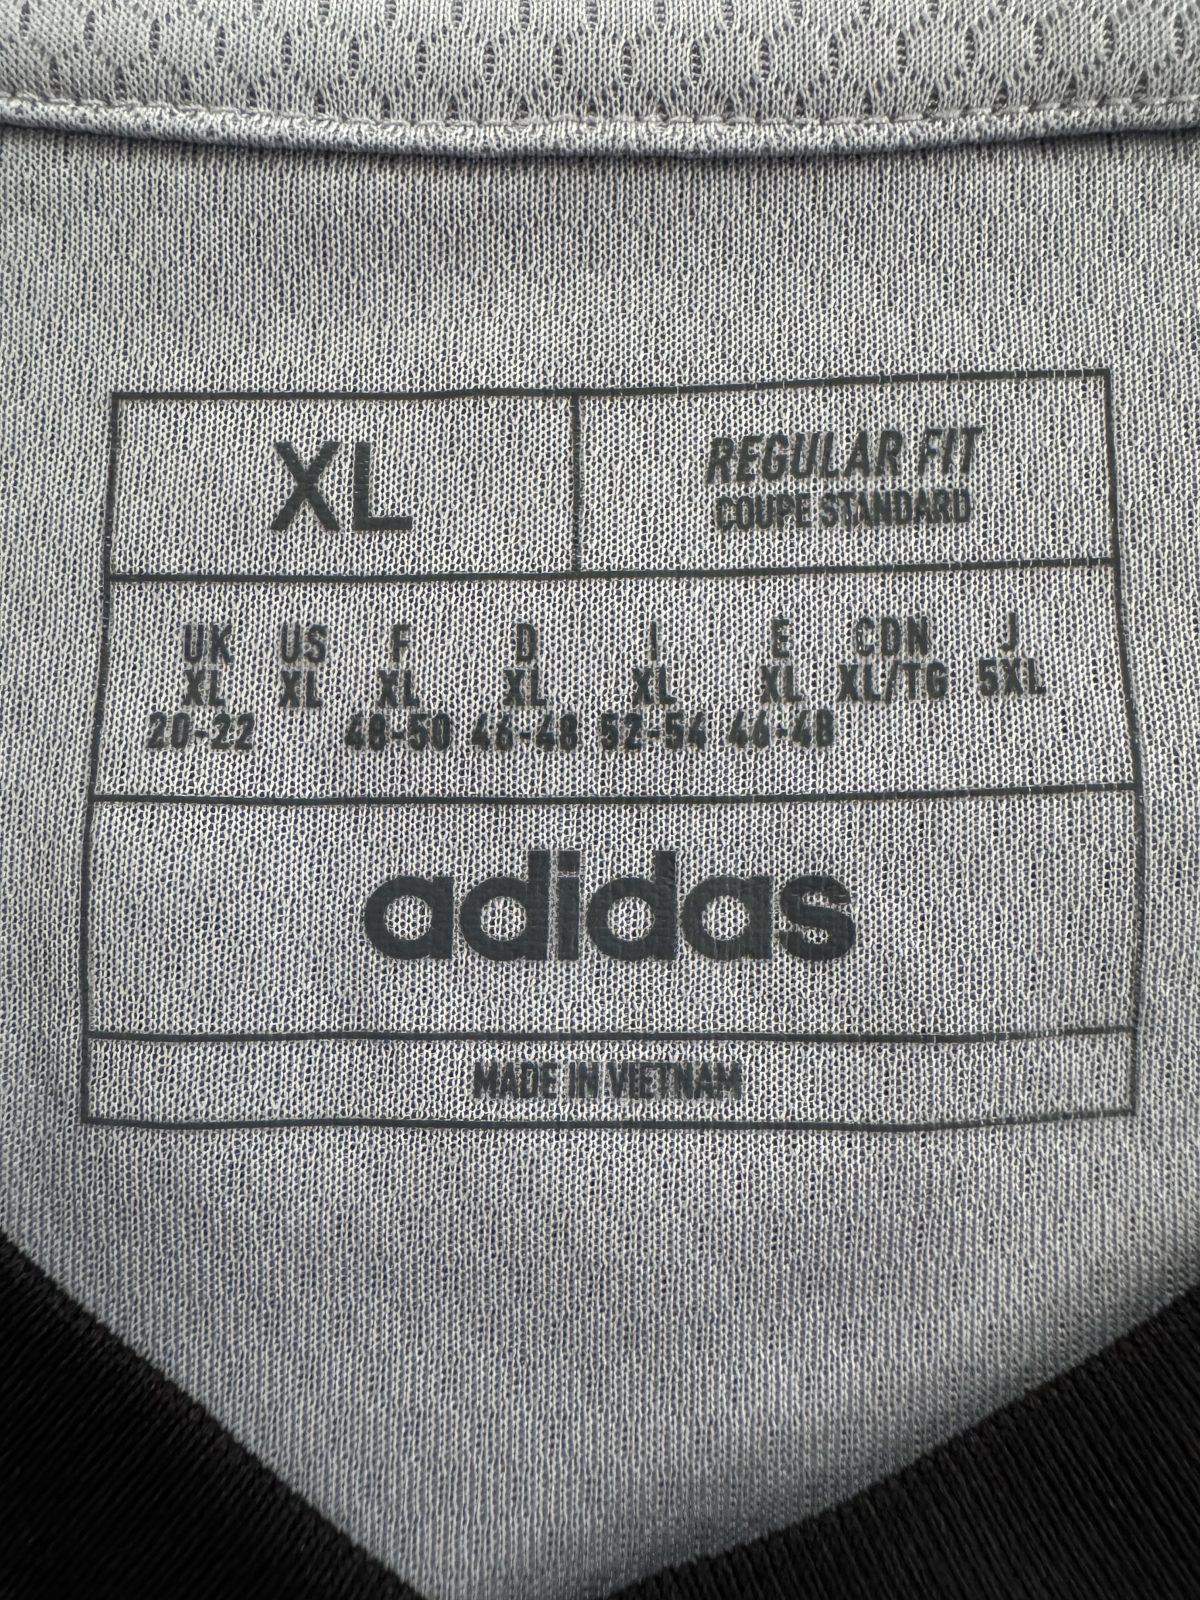 XL
REGULAR FIT
COUPE STANDARD
UK US F D I E CDN J
XL XL XL XL XL XL XL/TG 5XL
20-22 48-50 46-48 52-54 46-48
adidas
MADE IN VIETNAM